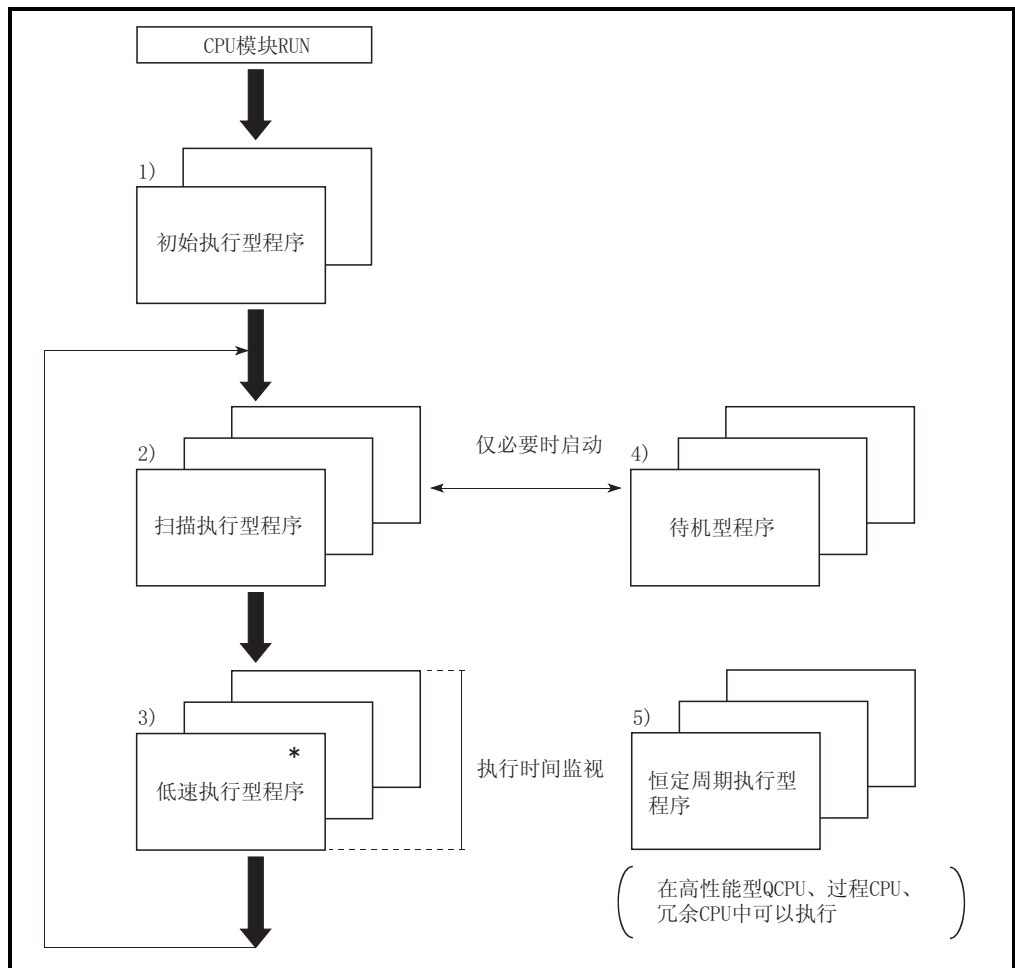 CPU模块RUN
1)
初始执行型程序
2)
扫描执行型程序
仅必要时启动
4)
待机型程序
3)
*
低速执行型程序
执行时间监视
5)
恒定周期执行型
程序
在高性能型QCPU、过程CPU、
冗余CPU中可以执行